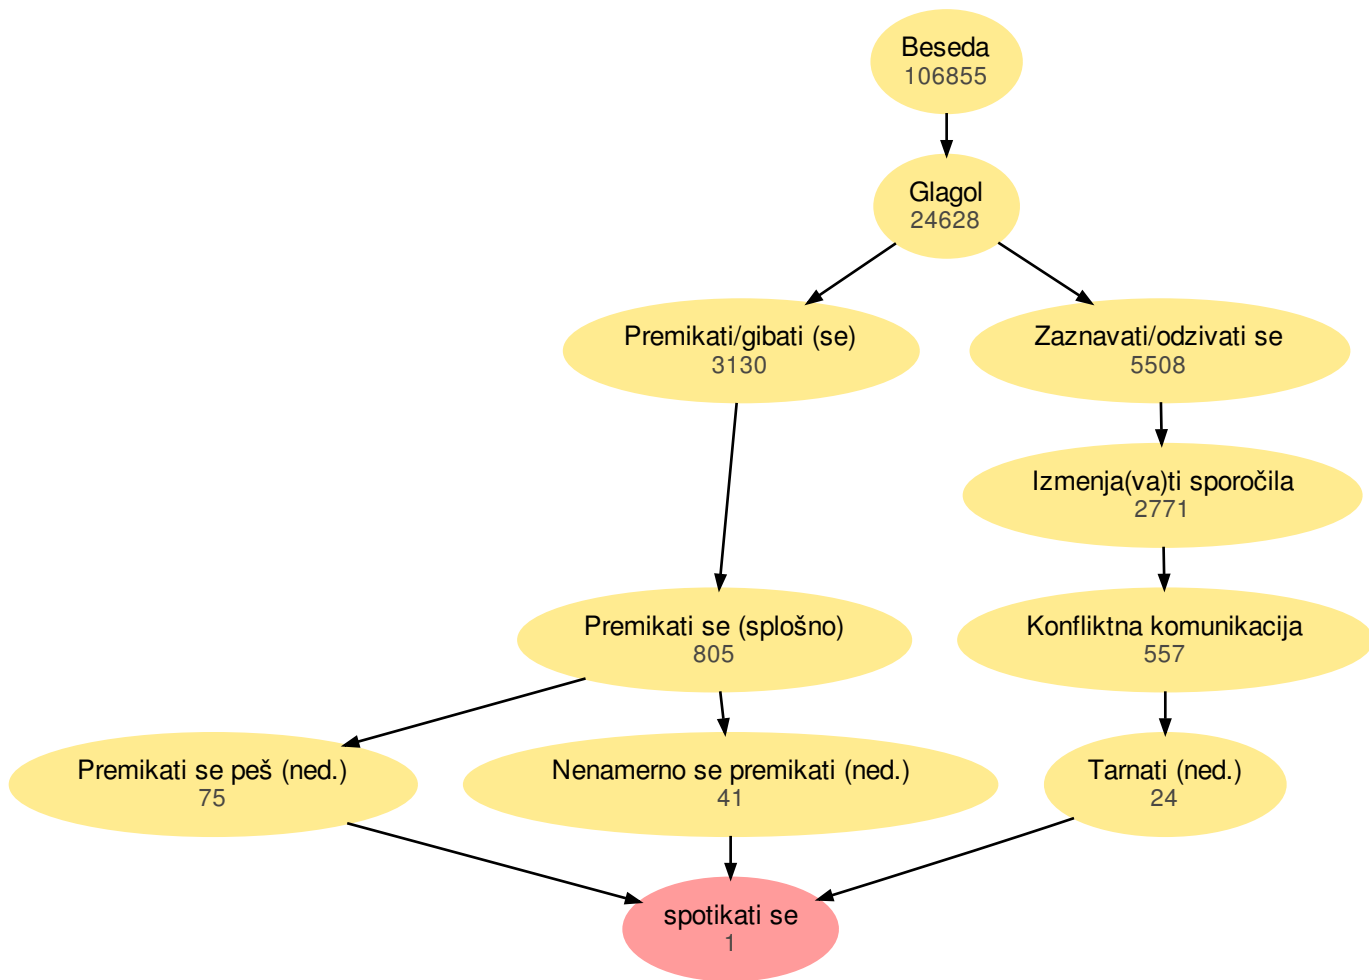 Beseda
106855
Glagol
24628
Premikati/gibati (se)
3130
Zaznavati/odzivati se
5508
Izmenja(va)ti sporočila
2771
Premikati se (splošno)
805
Konfliktna komunikacija
557
Premikati se peš (ned.)
75
Nenamerno se premikati (ned.)
41
Tarnati (ned.)
24
spotikati se
1